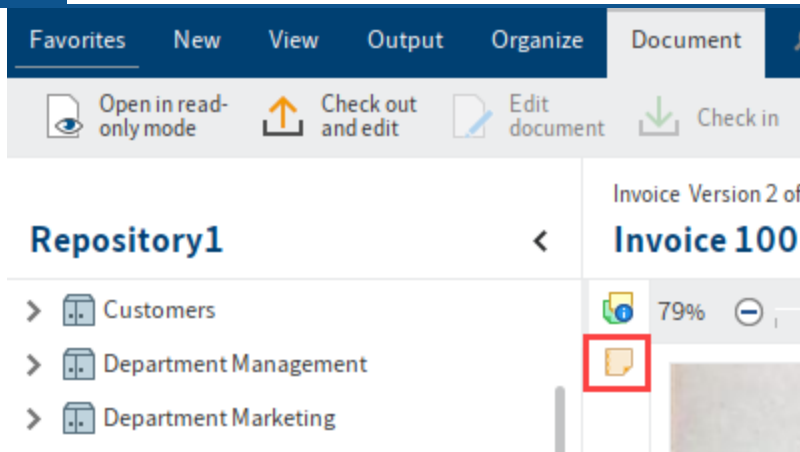 Favorites New View Output Organize Document
Open in read-
only mode
Check out
and edit
Edit
document
Check in
Invoice Version 2 of
Repository1
Invoice 100
Customers
79%
Department Management
Department Marketing